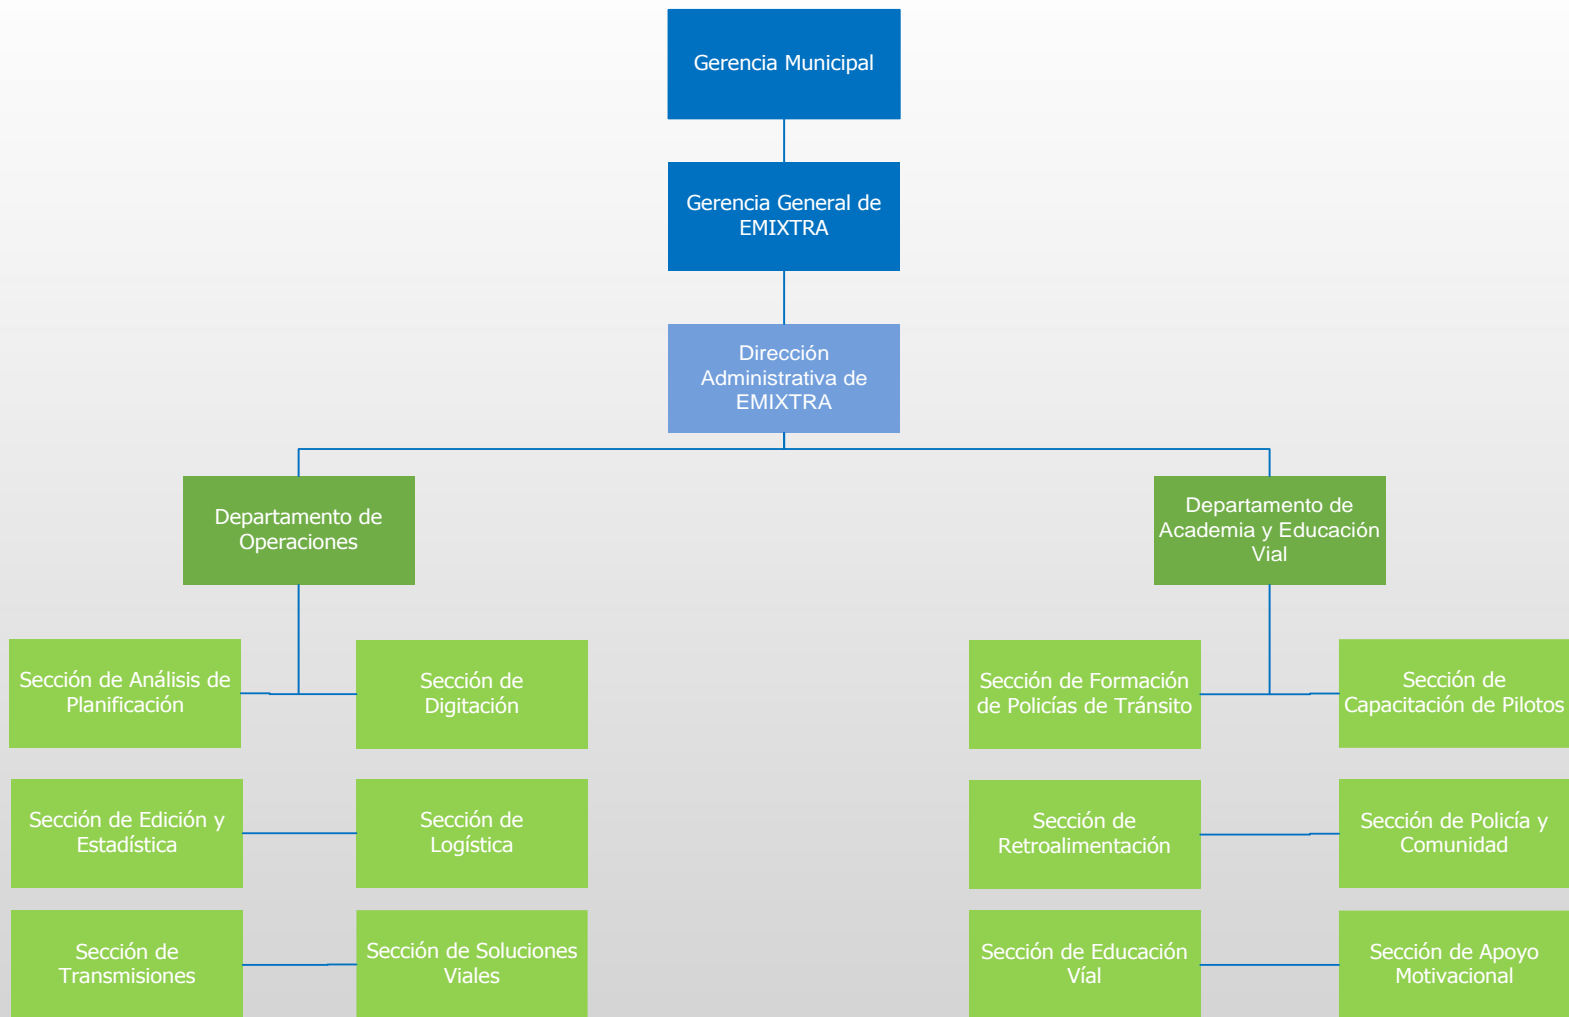 Gerencia Municipal
Gerencia General de
EMIXTRA
Dirección
Administrativa de
EMIXTRA
Departamento de
Operaciones
Departamento de
Academia y Educación
Vial
Sección de Análisis de
Planificación
Sección de
Digitación
Sección de Formación
de Policías de Tránsito
Sección de
Capacitación de Pilotos
Sección de Edición y
Estadística
Sección de
Logística
Sección de
Retroalimentación
Sección de Policía y
Comunidad
Sección de
Transmisiones
Sección de Soluciones
Viales
Sección de Educación
Víal
Sección de Apoyo
Motivacional